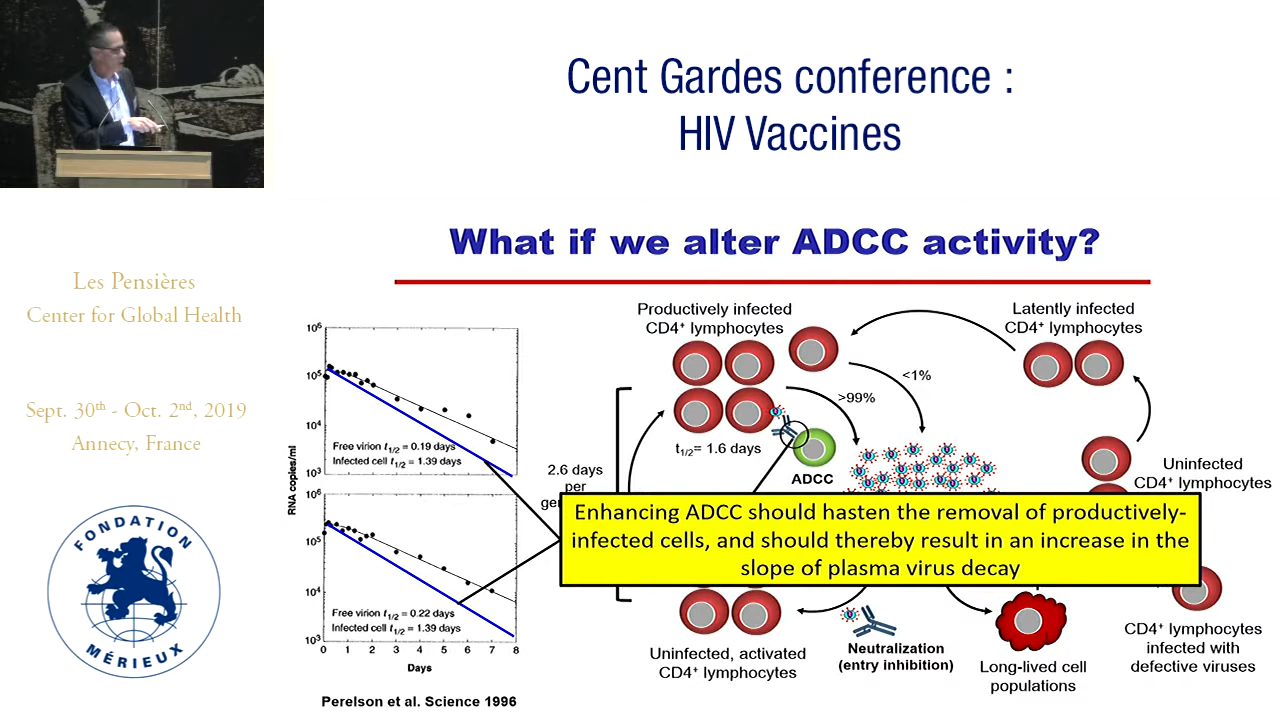 Cent Gardes conference :
HIV Vaccines
Les Pensières
Center for Global Health
Sept. 30th - Oct. 2nd, 2019
Annecy, France
FONDATION
MÉRIEUX
What if we alter ADCC activity?
RNA copies/ml
10⁶
10⁵
10⁴
10³
Free virion t1/2 = 0.19 days
Infected cell t1/2 = 1.39 days
10⁶
10⁵
10⁴
10³
Free virion t1/2 = 0.22 days
Infected cell t1/2 = 1.39 days
0 1 2 3 4 5 6 7 8
Days
Perelson et al. Science 1996
Productively infected
CD4⁺ lymphocytes
Latently infected
CD4⁺ lymphocytes
<1%
>99%
t1/2= 1.6 days
ADCC
2.6 days
per
Uninfected
CD4⁺ lymphocytes
Enhancing ADCC should hasten the removal of productively-
infected cells, and should thereby result in an increase in the
slope of plasma virus decay
Uninfected, activated
CD4⁺ lymphocytes
Neutralization
(entry inhibition)
Long-lived cell
populations
CD4⁺ lymphocytes
infected with
defective viruses